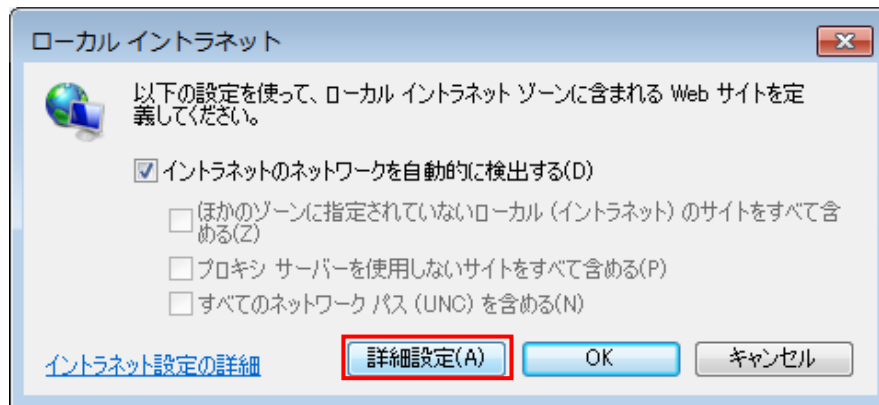 ローカル イントラネット
以下の設定を使って、ローカル イントラネット ゾーンに含まれる Web サイトを定
義してください。
イントラネットのネットワークを自動的に検出する(D)
ほかのゾーンに指定されていないローカル (イントラネット) のサイトをすべて含
める(Z)
プロキシ サーバーを使用しないサイトをすべて含める(P)
すべてのネットワーク パス (UNC) を含める(N)
イントラネット設定の詳細 詳細設定(A) OK キャンセル